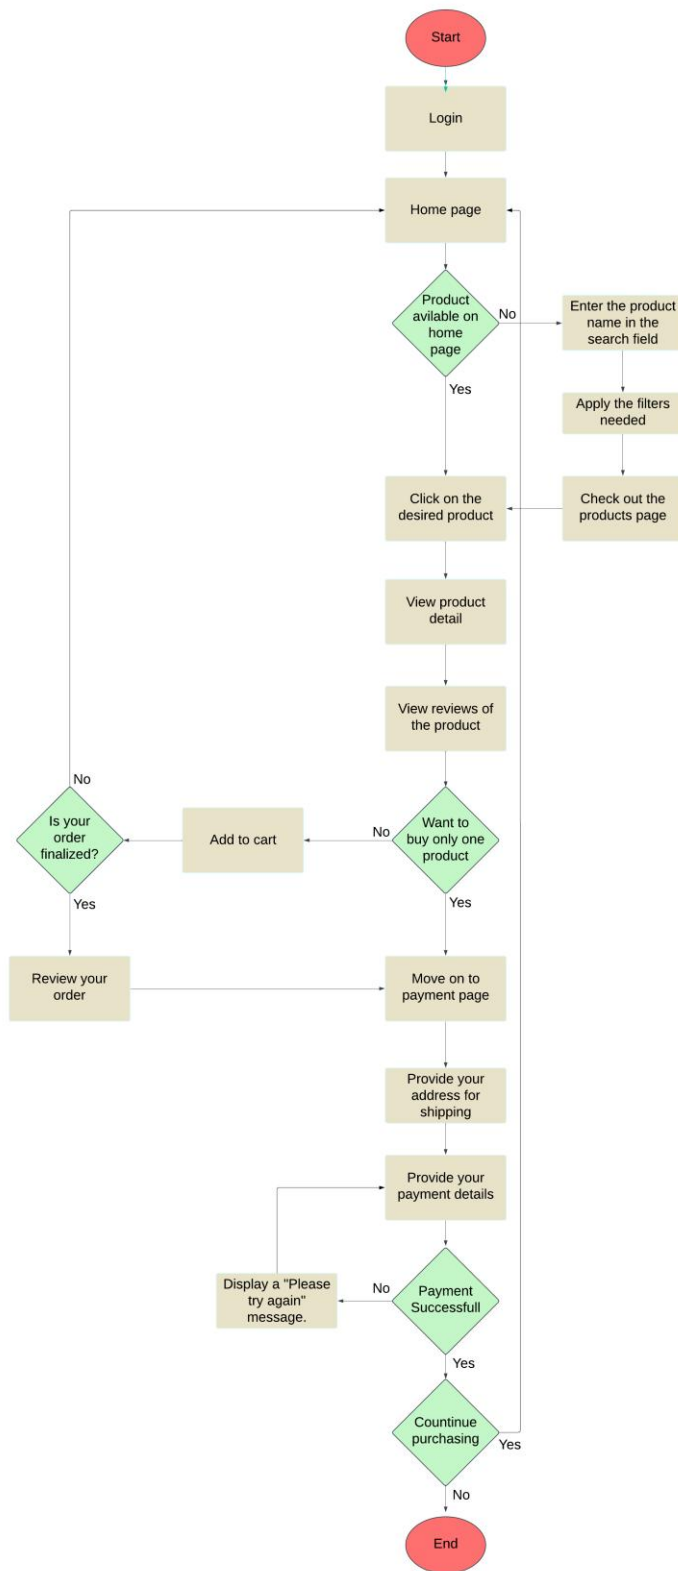 Start
Login
Home page
Product
avilable on
home
page
No
Enter the product
name in the
search field
Yes
Apply the filters
needed
Click on the
desired product
Check out the
products page
View product
detail
View reviews of
the product
No
Is your
order
finalized?
Add to cart
No
Want to
buy only one
product
Yes
Yes
Review your
order
Move on to
payment page
Provide your
address for
shipping
Provide your
payment details
Display a "Please
try again"
message.
No
Payment
Successfull
Yes
Countinue
purchasing
Yes
No
End